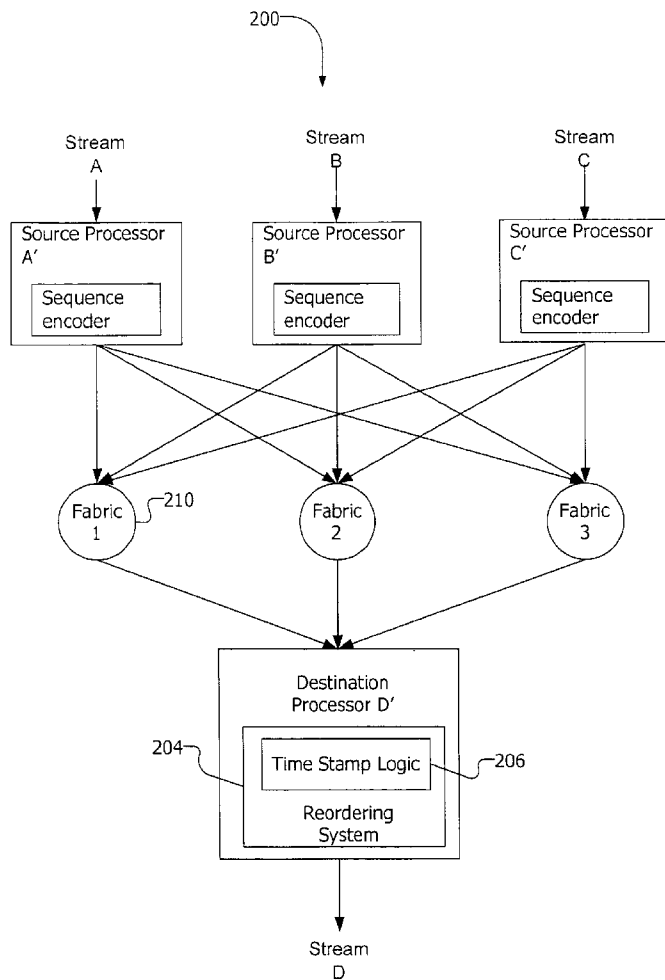 200
Stream
A
Stream
B
Stream
C
Source Processor
A'
Sequence
encoder
Source Processor
B'
Sequence
encoder
Source Processor
C'
Sequence
encoder
Fabric
1
210
Fabric
2
Fabric
3
Destination
Processor D'
204
Time Stamp Logic
206
Reordering
System
Stream
D